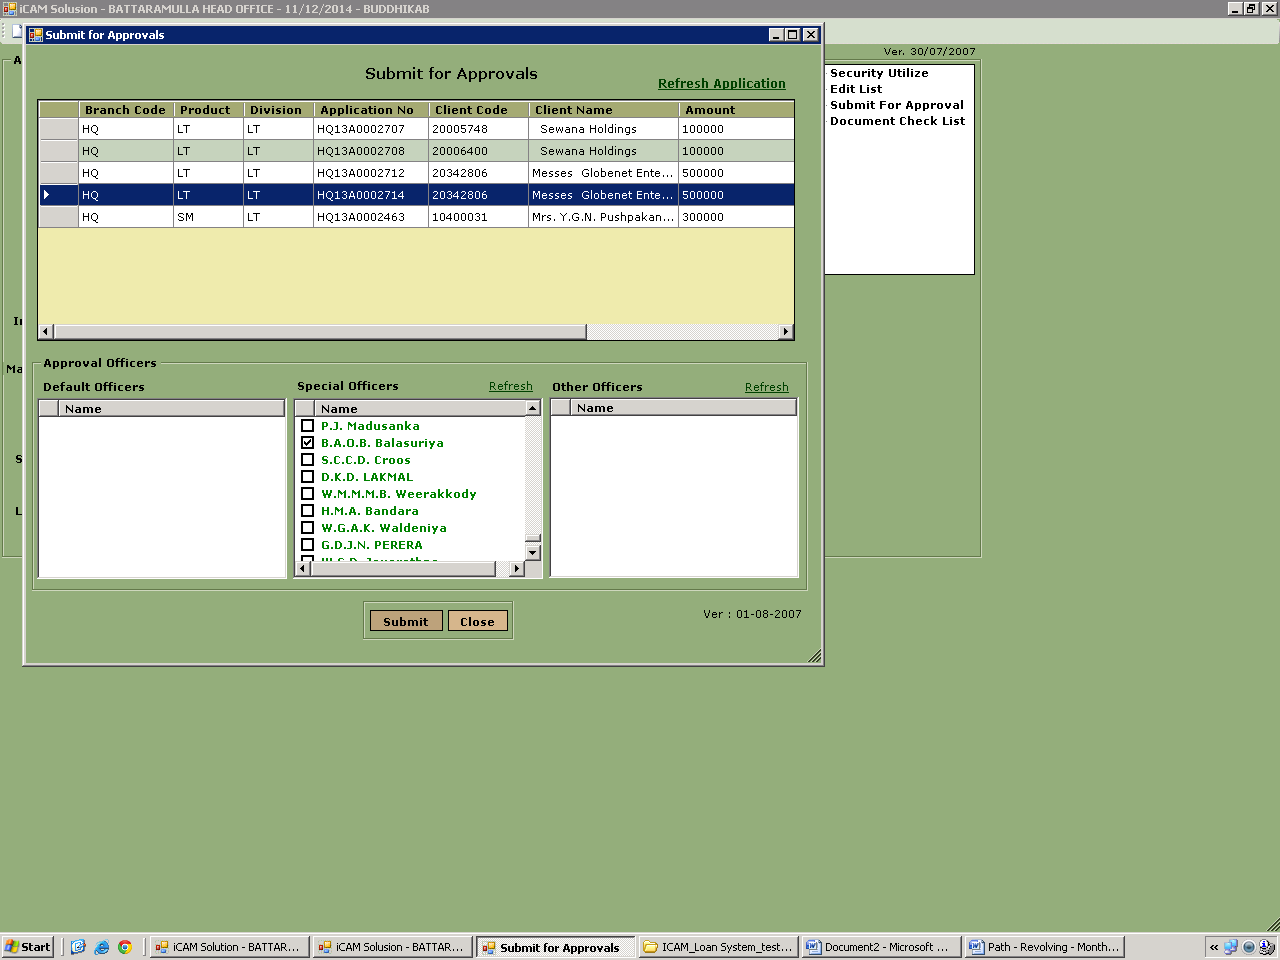 iCAM Solusion - BATTARAMULLA HEAD OFFICE - 11/12/2014 - BUDDHIKAB
Submit for Approvals
Ver. 30/07/2007
Submit for Approvals
Refresh Application
Security Utilize
Edit List
Submit For Approval
Document Check List
Branch Code Product Division Application No Client Code Client Name Amount
HQ LT LT HQ13A0002707 20005748 Sewana Holdings 100000
HQ LT LT HQ13A0002708 20006400 Sewana Holdings 100000
HQ LT LT HQ13A0002712 20342806 Messes Globenet Ente... 500000
HQ LT LT HQ13A0002714 20342806 Messes Globenet Ente... 500000
HQ SM LT HQ13A0002463 10400031 Mrs. Y.G.N. Pushpakan... 300000
Approval Officers
Default Officers
Name
Special Officers Refresh
Name
P.J. Madusanka
B.A.O.B. Balasuriya
S.C.C.D. Croos
D.K.D. LAKMAL
W.M.M.M.B. Weerakkody
H.M.A. Bandara
W.G.A.K. Waldeniya
G.D.J.N. PERERA
Other Officers Refresh
Name
Submit Close
Ver : 01-08-2007
Start
iCAM Solution - BATTAR...
iCAM Solusion - BATTAR...
Submit for Approvals
ICAM_Loan System_test...
Document2 - Microsoft ...
Path - Revolving - Month...